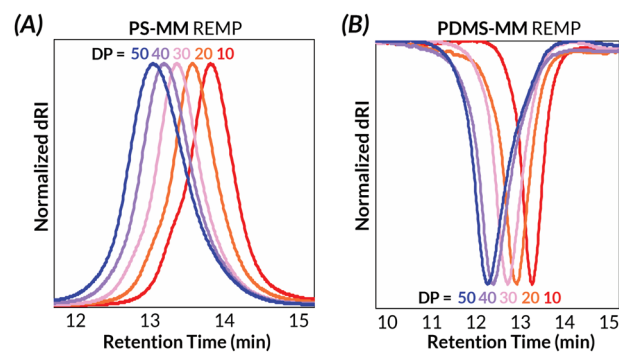 (A)
PS-MM REMP
DP = 50 40 30 20 10
Normalized dRI
12 13 14 15
Retention Time (min)
(B)
PDMS-MM REMP
Normalized dRI
DP = 50 40 30 20 10
10 11 12 13 14 15
Retention Time (min)